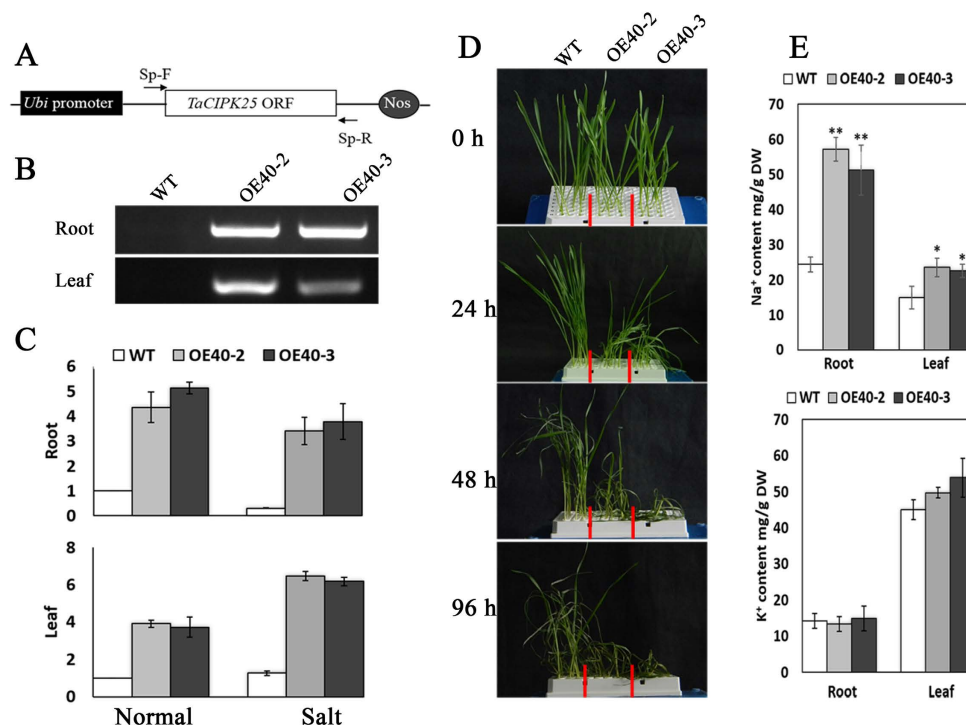 A
Sp-F
Ubi promoter
TaCIPK25 ORF
Nos
Sp-R
B
WT
OE40-2
OE40-3
Root
Leaf
C
WT OE40-2 OE40-3
6
5
4
3
2
1
0
Root
8
6
4
2
0
Leaf
Normal Salt
D
WT
OE40-2
OE40-3
0 h
24 h
48 h
96 h
E
WT OE40-2 OE40-3
70
60
50
40
30
20
10
0
Na⁺ content mg/g DW
** **
* *
Root Leaf
WT OE40-2 OE40-3
70
60
50
40
30
20
10
0
K⁺ content mg/g DW
Root Leaf